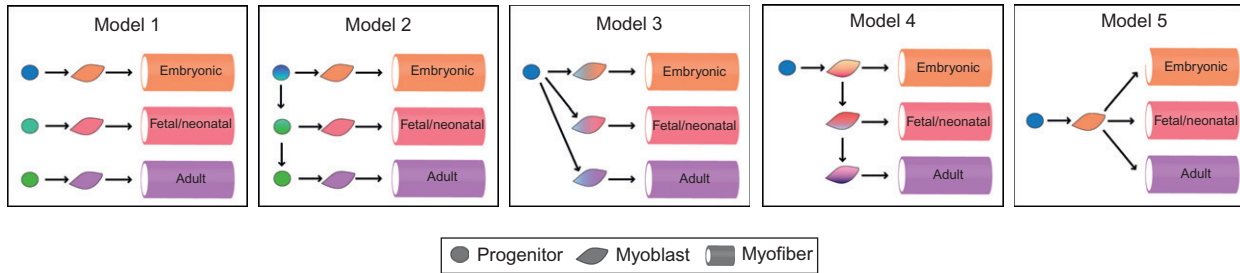 Model 1
Embryonic
Fetal/neonatal
Adult
Model 2
Embryonic
Fetal/neonatal
Adult
Model 3
Embryonic
Fetal/neonatal
Adult
Model 4
Embryonic
Fetal/neonatal
Adult
Model 5
Embryonic
Fetal/neonatal
Adult
Progenitor Myoblast Myofiber